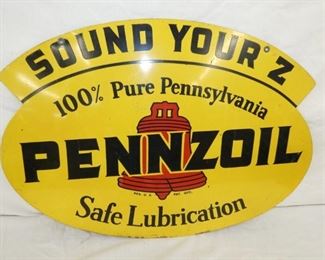 SOUND YOUR "Z
100% Pure Pennsylvania
PENNZOIL
Safe Lubrication